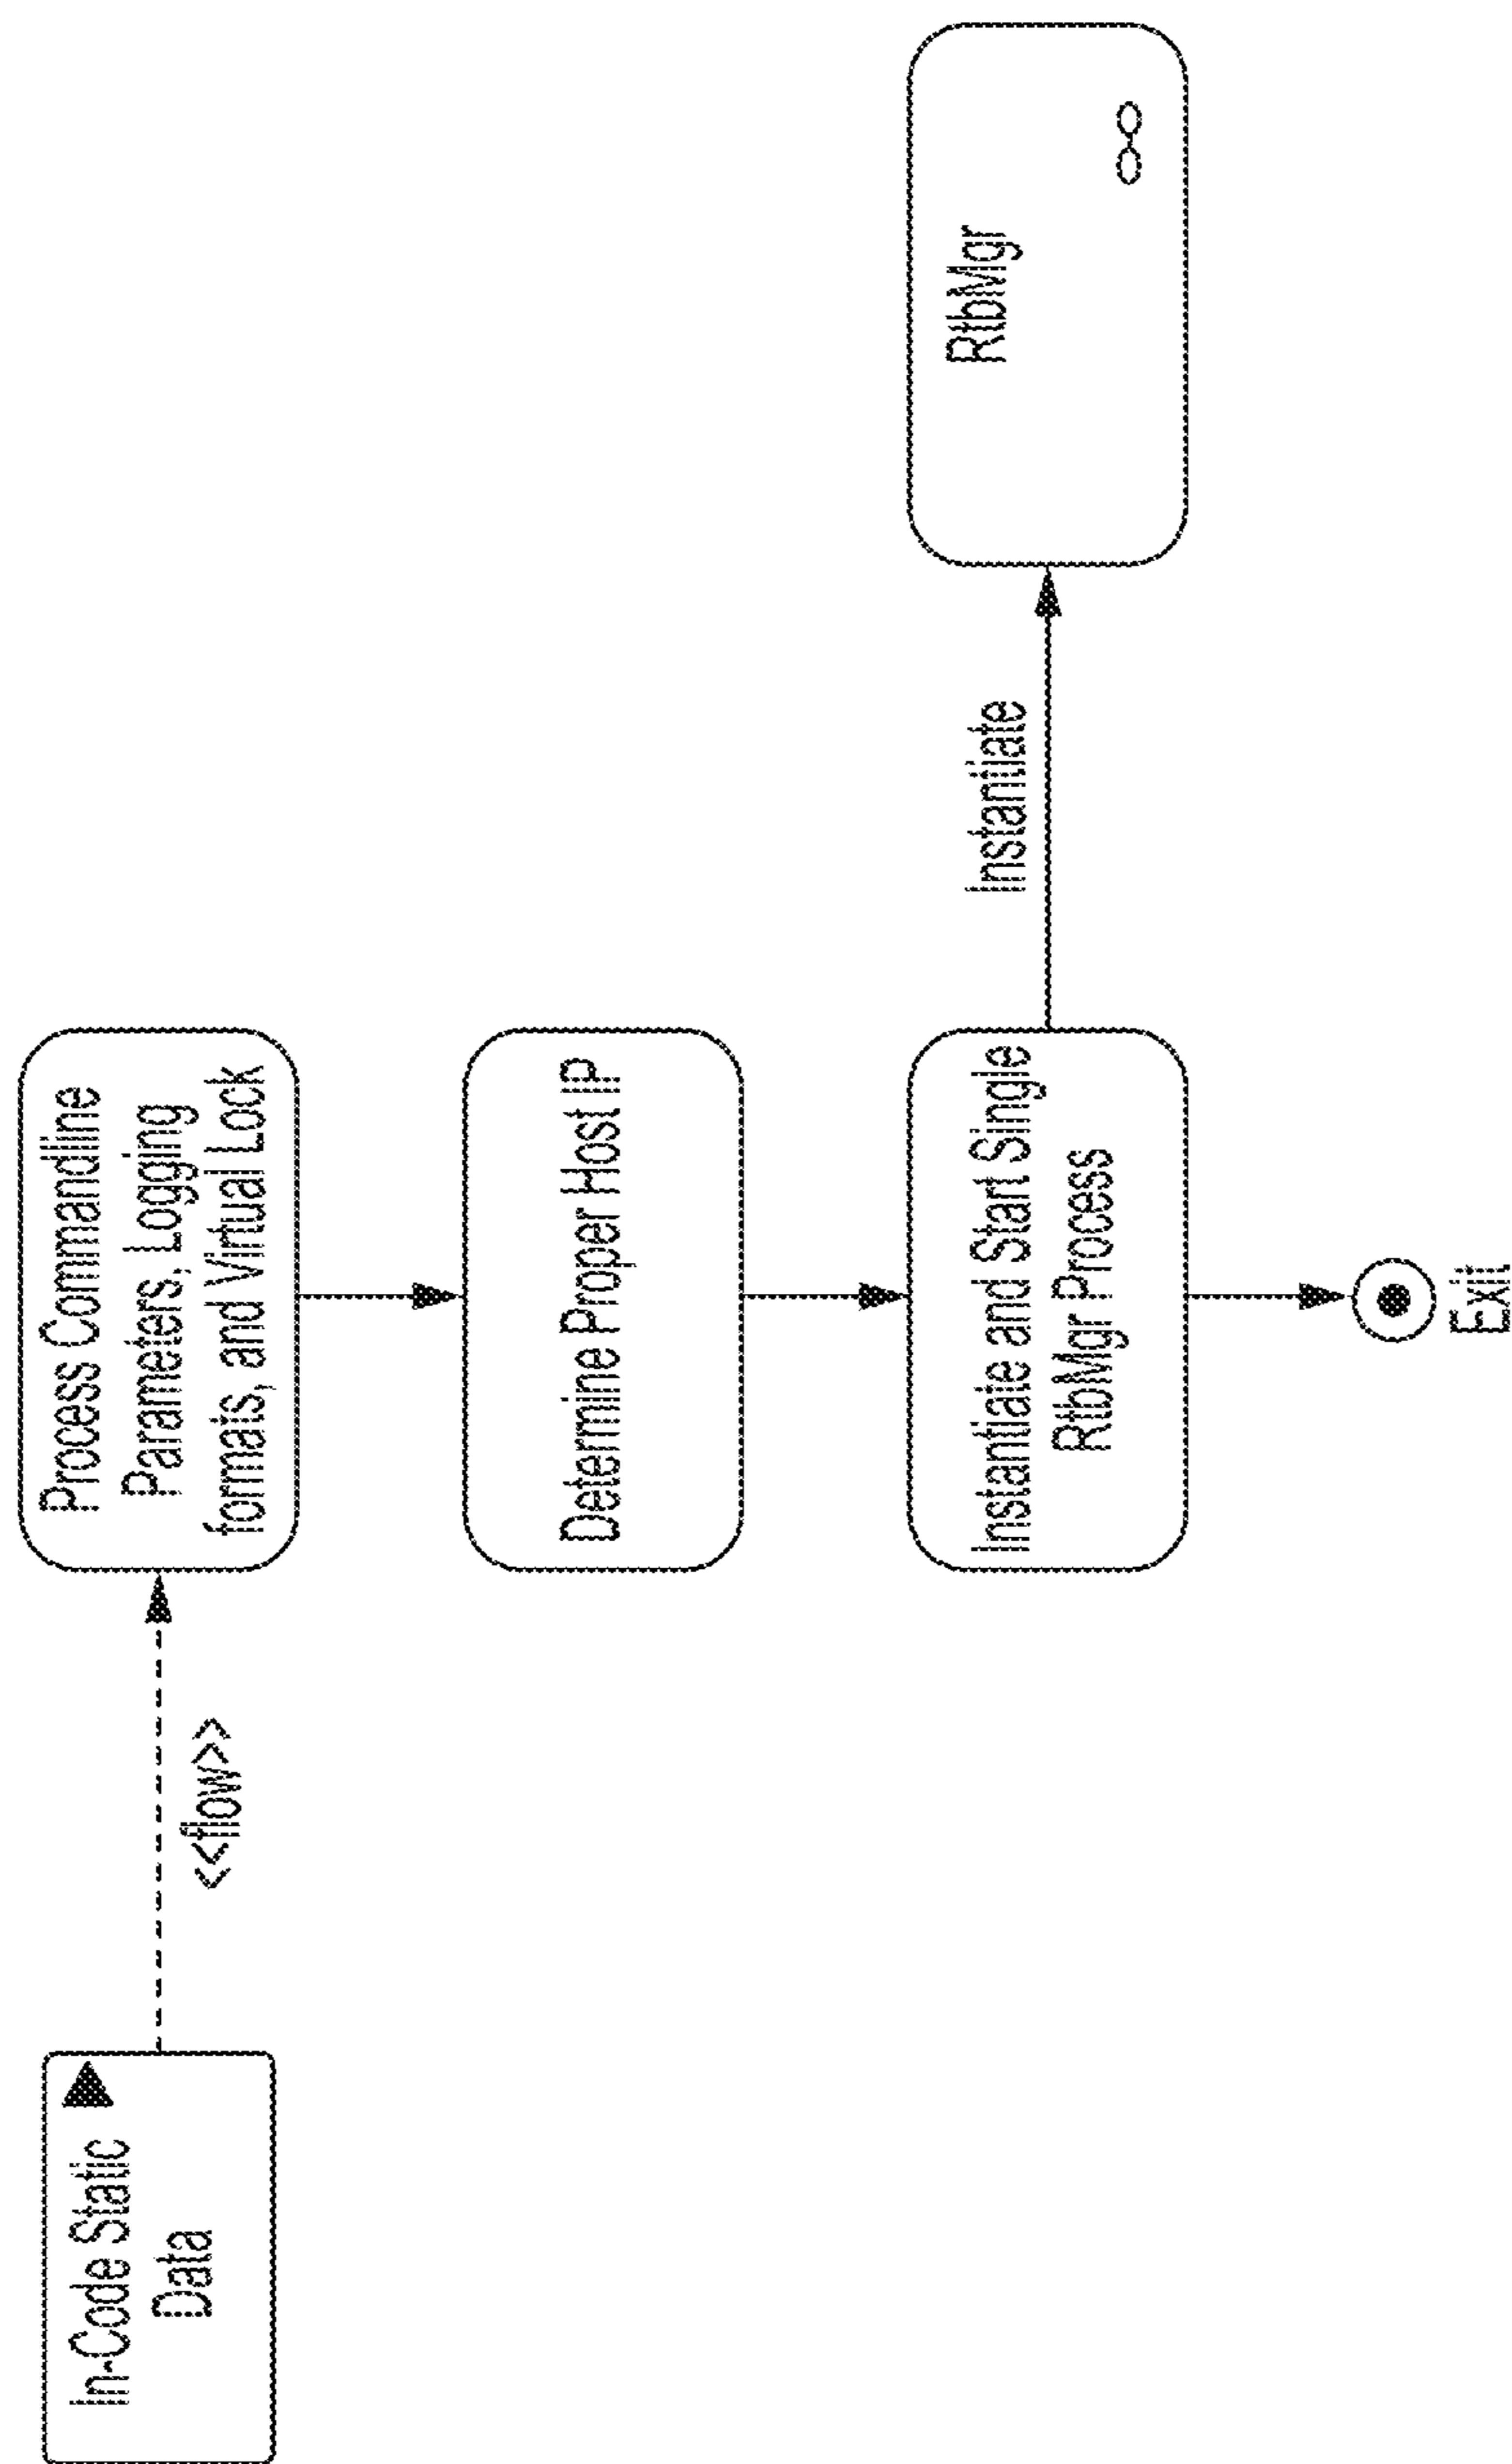 In-Code Static
Data
<<flow>>
Process Commandline
Parameters, Logging
formats, and Virtual Lock
Determine Proper Host IP
Instantiate and Start Single
RtbMgr Process
Instantiate
RtbMgr
Exit